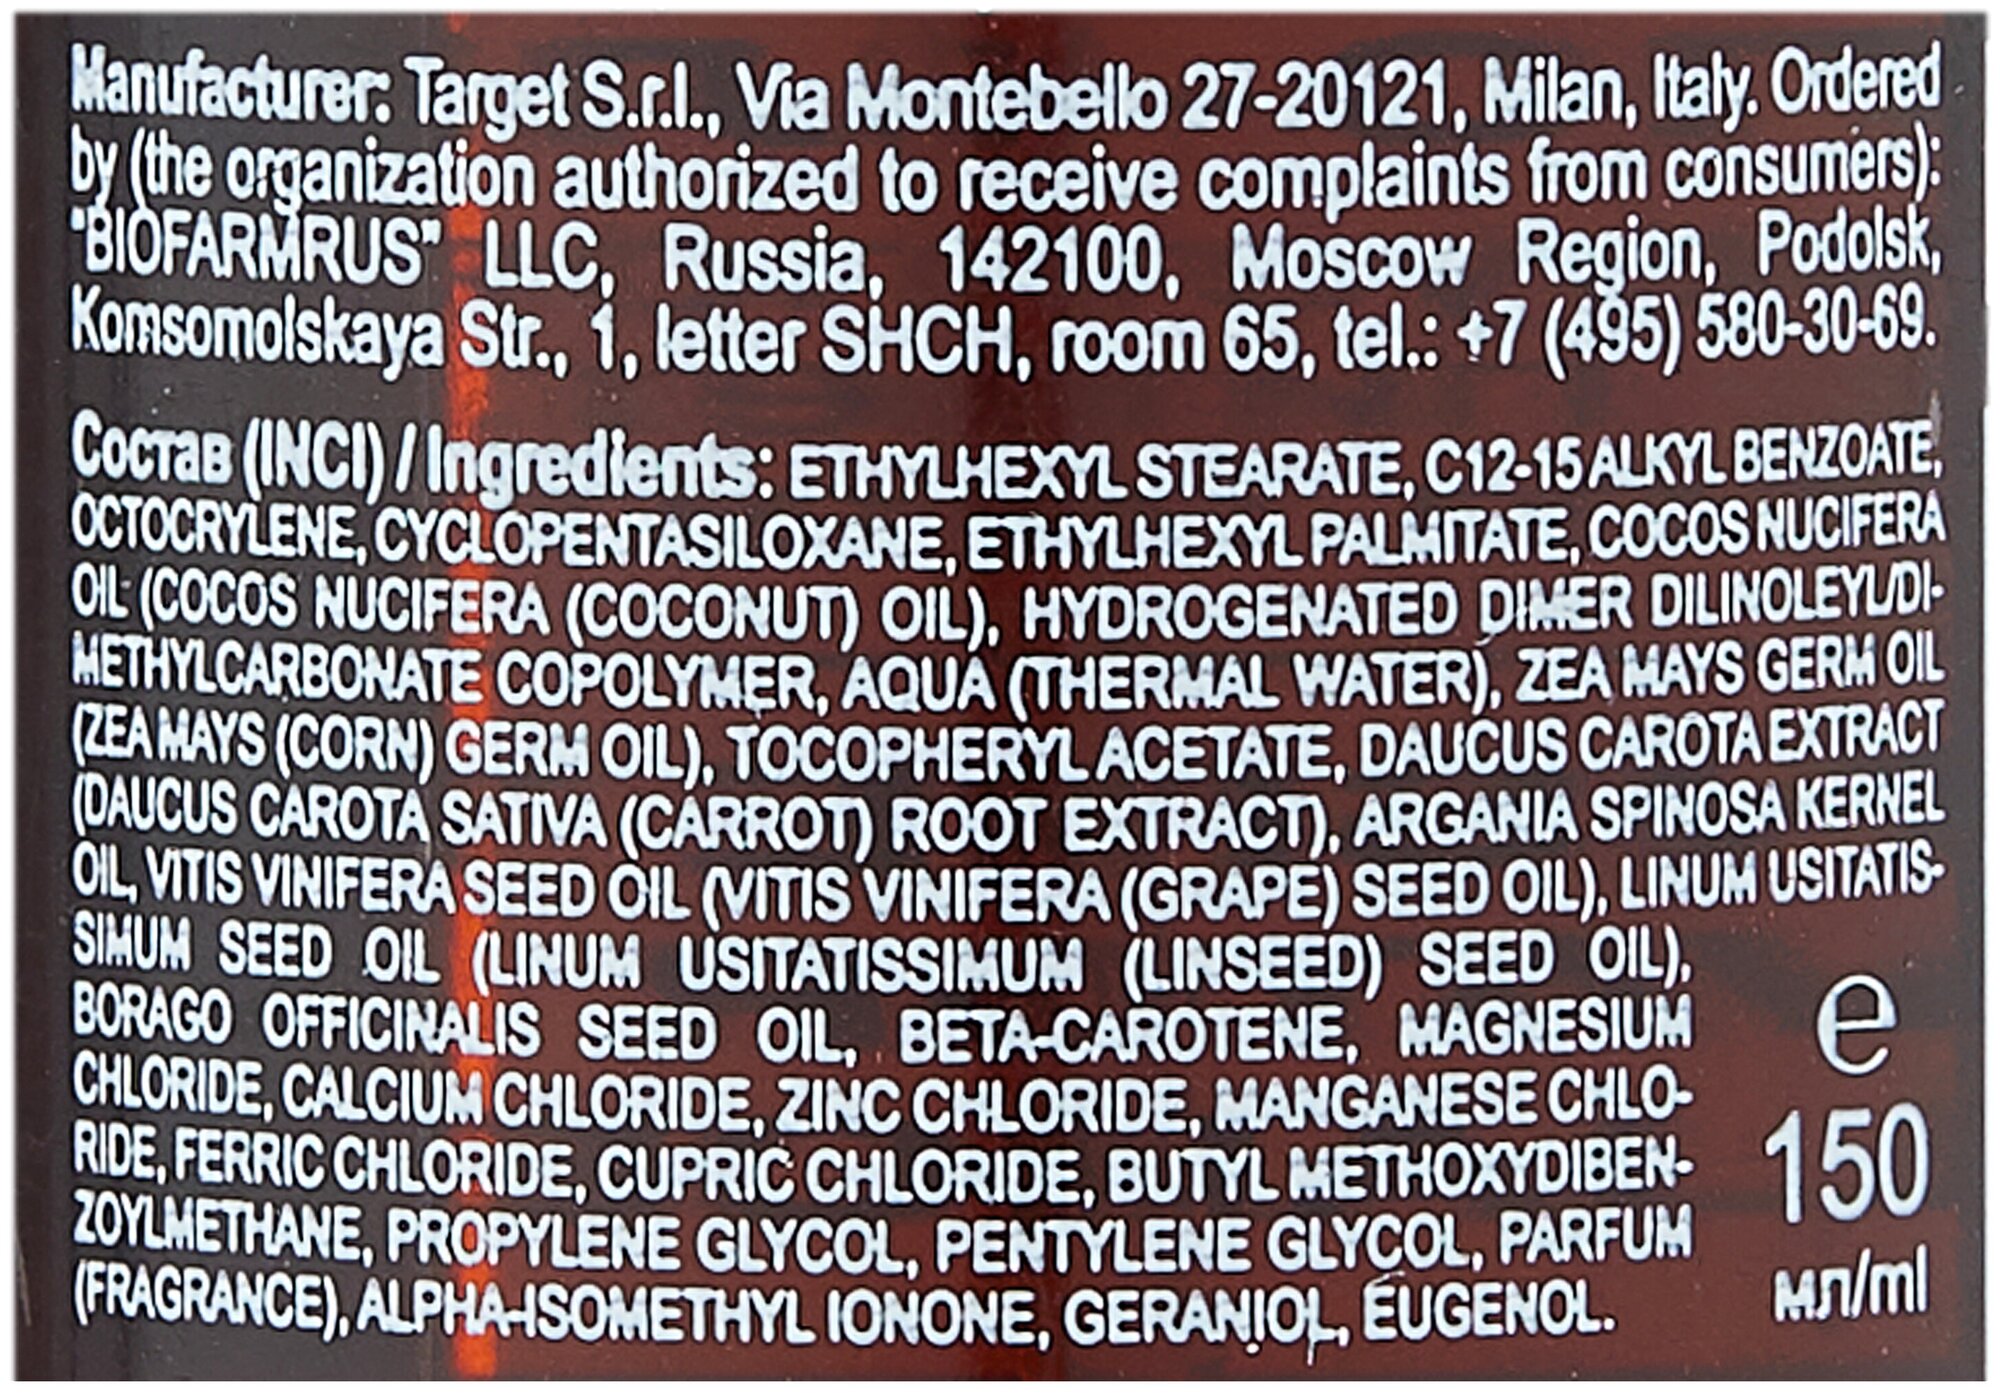 Manufacturer: Target S.r.l., Via Montebello 27-20121, Milan, Italy. Ordered
by (the organization authorized to receive complaints from consumers):
"BIOFARMRUS" LLC, Russia, 142100, Moscow Region, Podolsk,
Komsomolskaya Str., 1, letter SHCH, room 65, tel.: +7 (495) 580-30-69.
Состав (INCI) / Ingredients: ETHYLHEXYL STEARATE, C12-15 ALKYL BENZOATE,
OCTOCRYLENE, CYCLOPENTASILOXANE, ETHYLHEXYL PALMITATE, COCOS NUCIFERA
OIL (COCOS NUCIFERA (COCONUT) OIL), HYDROGENATED DIMER DILINOLEYL/DI-
METHYLCARBONATE COPOLYMER, AQUA (THERMAL WATER), ZEA MAYS GERM OIL
(ZEA MAYS (CORN) GERM OIL), TOCOPHERYL ACETATE, DAUCUS CAROTA EXTRACT
(DAUCUS CAROTA SATIVA (CARROT) ROOT EXTRACT), ARGANIA SPINOSA KERNEL
OIL, VITIS VINIFERA SEED OIL (VITIS VINIFERA (GRAPE) SEED OIL), LINUM USITATIS-
SIMUM SEED OIL (LINUM USITATISSIMUM (LINSEED) SEED OIL),
BORAGO OFFICINALIS SEED OIL, BETA-CAROTENE, MAGNESIUM
CHLORIDE, CALCIUM CHLORIDE, ZINC CHLORIDE, MANGANESE CHLO-
RIDE, FERRIC CHLORIDE, CUPRIC CHLORIDE, BUTYL METHOXYDIBEN-
ZOYLMETHANE, PROPYLENE GLYCOL, PENTYLENE GLYCOL, PARFUM
(FRAGRANCE), ALPHA-ISOMETHYL IONONE, GERANIOL, EUGENOL.
e
150
мл/ml